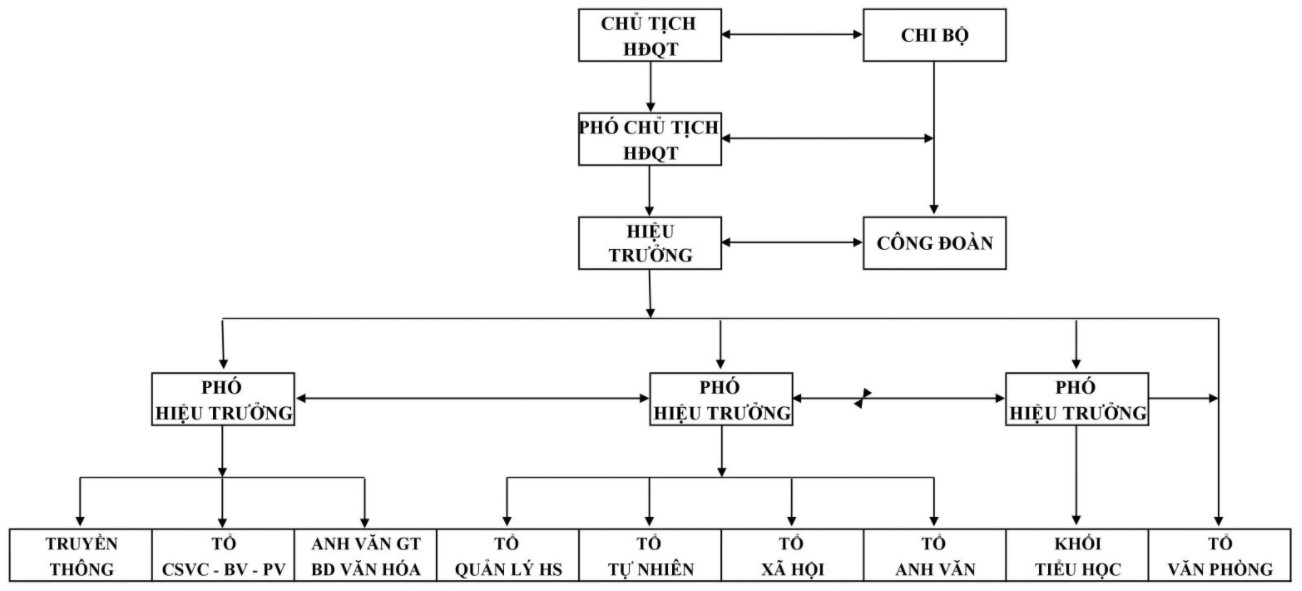 CHỦ TỊCH
HĐQT
CHI BỘ
PHÓ CHỦ TỊCH
HĐQT
HIỆU
TRƯỞNG
CÔNG ĐOÀN
PHÓ
HIỆU TRƯỞNG
PHÓ
HIỆU TRƯỞNG
PHÓ
HIỆU TRƯỞNG
TRUYỀN
THÔNG
TỔ
CSVC - BV - PV
ANH VĂN GT
BD VĂN HÓA
TỔ
QUẢN LÝ HS
TỔ
TỰ NHIÊN
TỔ
XÃ HỘI
TỔ
ANH VĂN
KHỐI
TIỂU HỌC
TỔ
VĂN PHÒNG